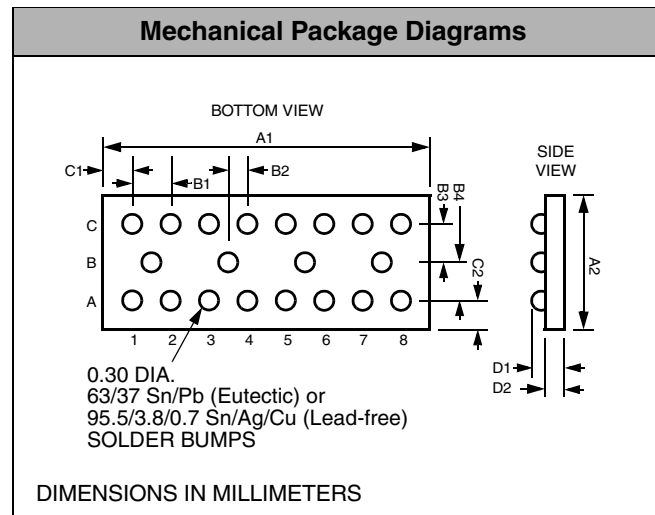 Mechanical Package Diagrams
BOTTOM VIEW
A1
SIDE
VIEW
C1
B1
B2
B3
B4
C
B
A
C2
A2
1 2 3 4 5 6 7 8
D1
D2
0.30 DIA.
63/37 Sn/Pb (Eutectic) or
95.5/3.8/0.7 Sn/Ag/Cu (Lead-free)
SOLDER BUMPS
DIMENSIONS IN MILLIMETERS